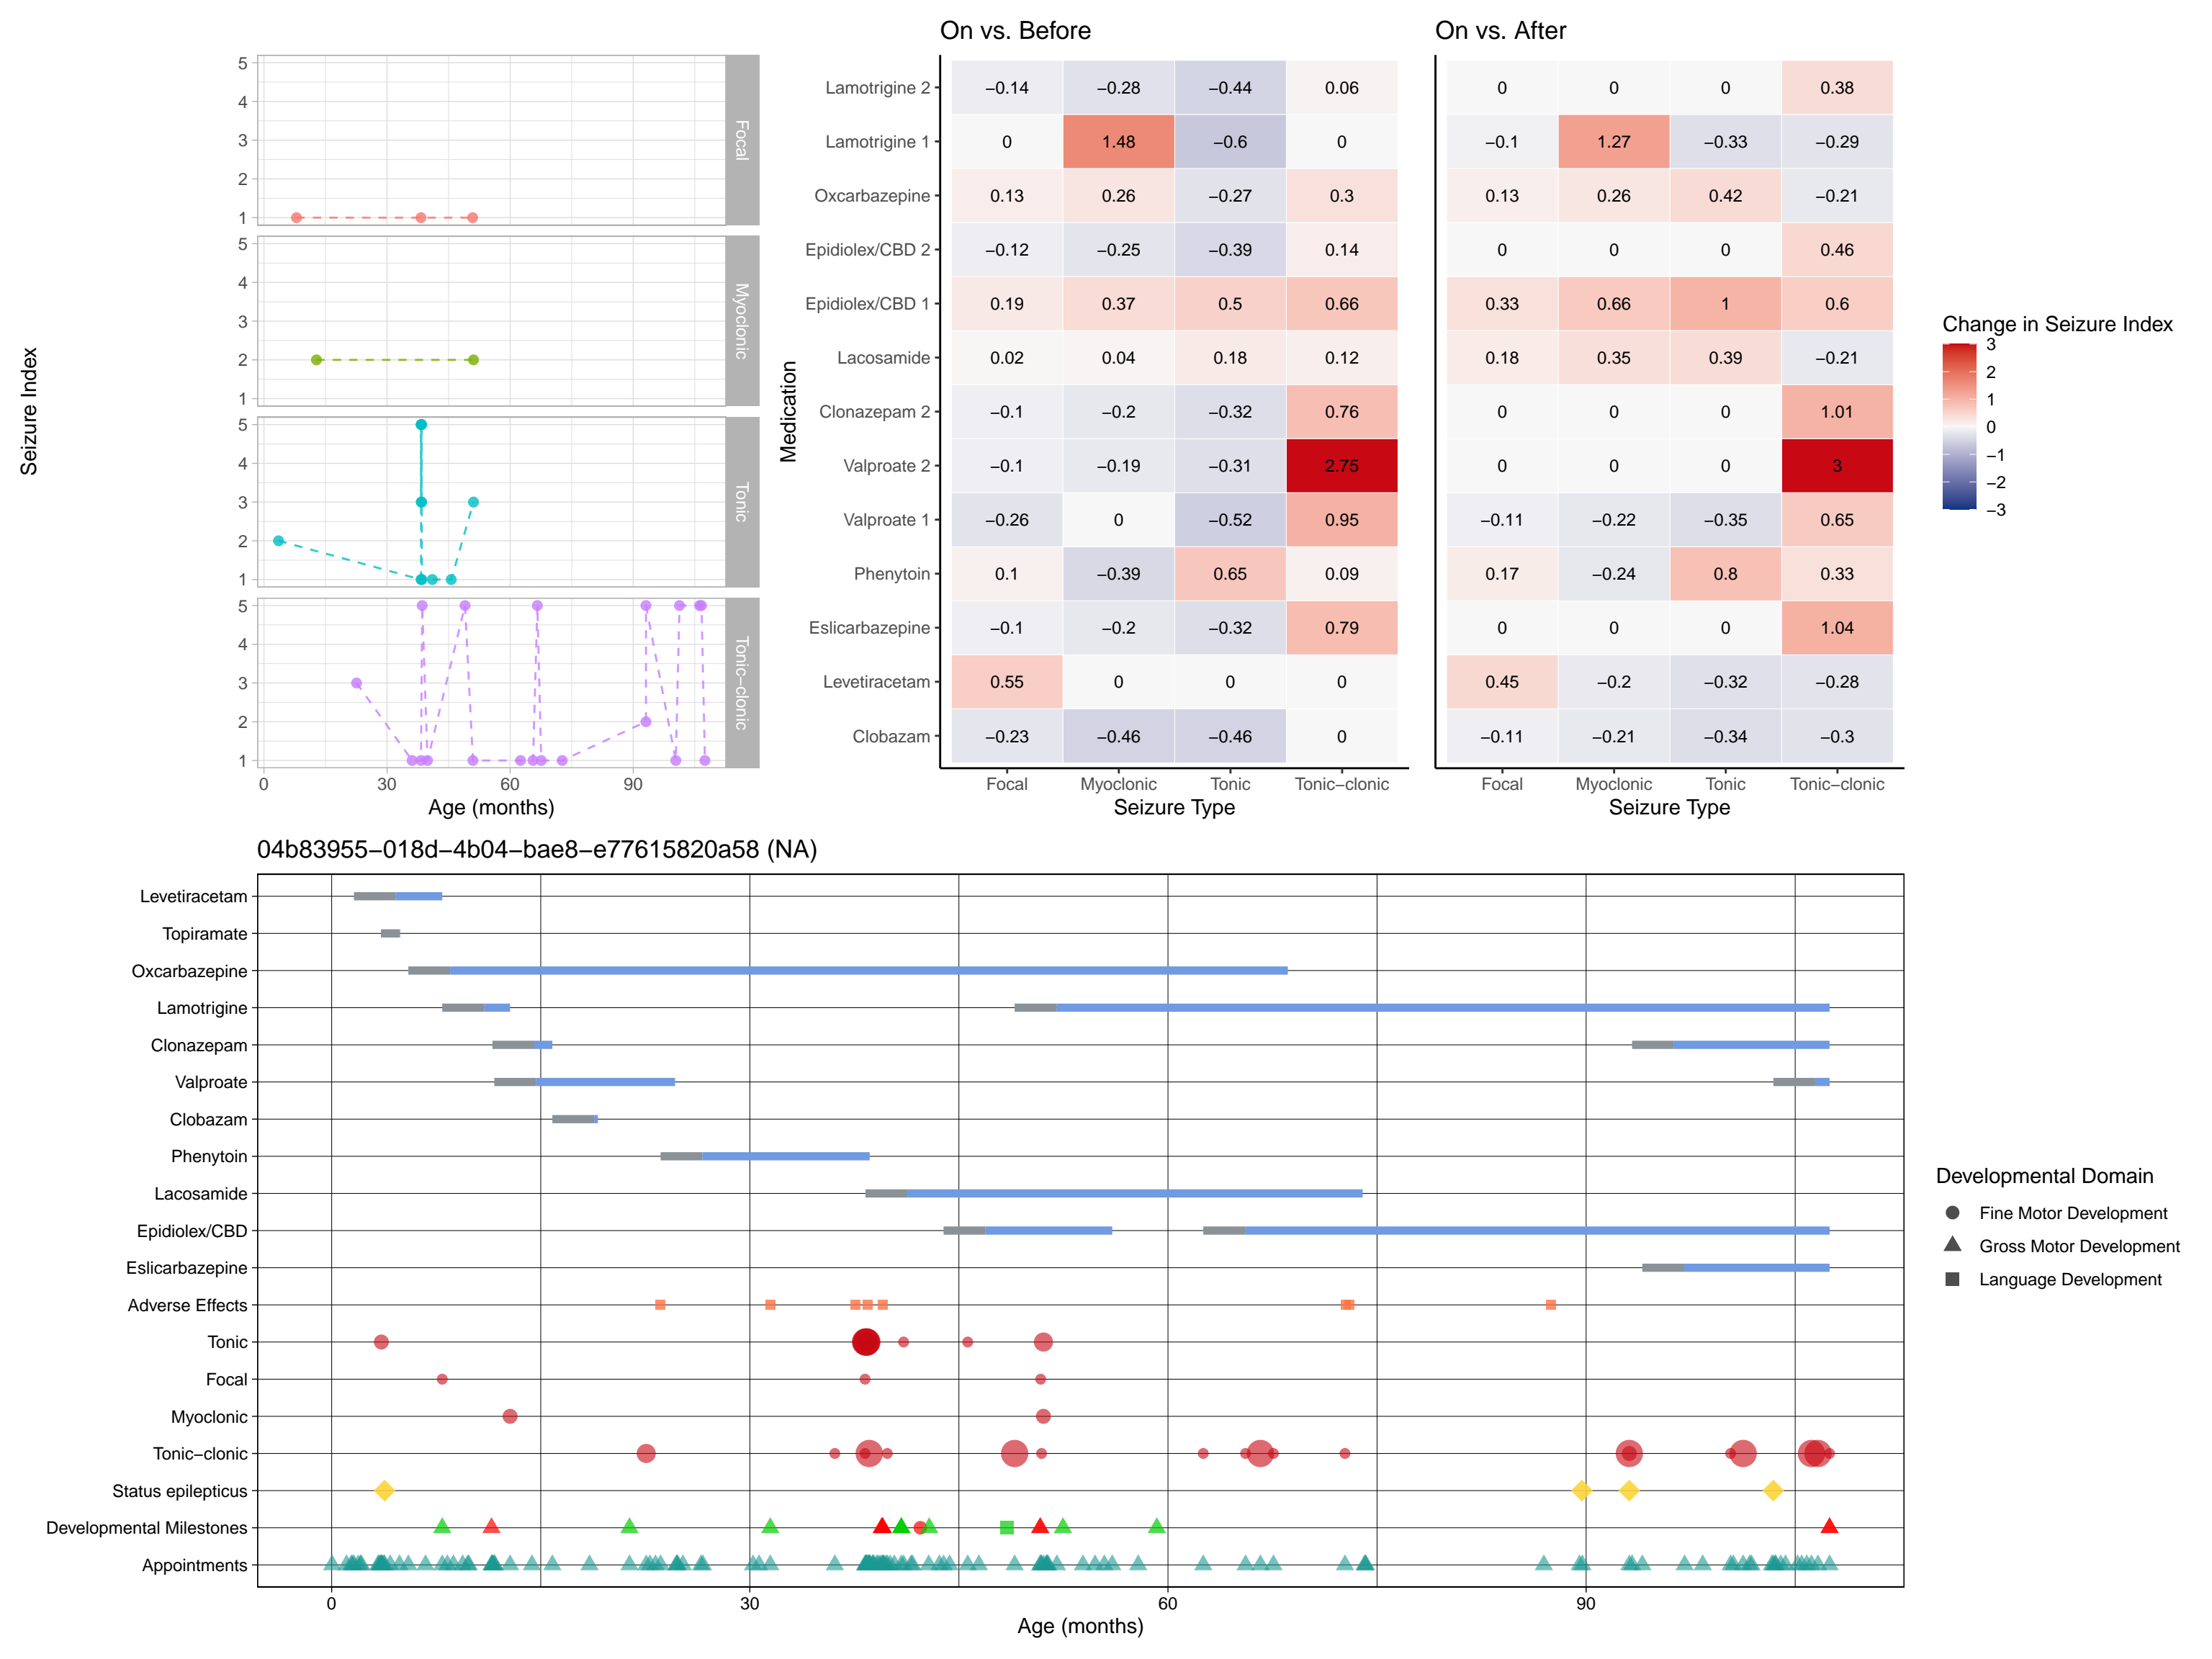 On vs. Before
On vs. After
Seizure Index
5
4
3
2
1
Focal
5
4
3
2
1
Myoclonic
5
4
3
2
1
Tonic
5
4
3
2
1
Tonic−clonic
0 30 60 90
Age (months)
Medication
Lamotrigine 2 −0.14 −0.28 −0.44 0.06 0 0 0 0.38
Lamotrigine 1 0 1.48 −0.6 0 −0.1 1.27 −0.33 −0.29
Oxcarbazepine 0.13 0.26 −0.27 0.3 0.13 0.26 0.42 −0.21
Epidiolex/CBD 2 −0.12 −0.25 −0.39 0.14 0 0 0 0.46
Epidiolex/CBD 1 0.19 0.37 0.5 0.66 0.33 0.66 1 0.6
Lacosamide 0.02 0.04 0.18 0.12 0.18 0.35 0.39 −0.21
Clonazepam 2 −0.1 −0.2 −0.32 0.76 0 0 0 1.01
Valproate 2 −0.1 −0.19 −0.31 2.75 0 0 0 3
Valproate 1 −0.26 0 −0.52 0.95 −0.11 −0.22 −0.35 0.65
Phenytoin 0.1 −0.39 0.65 0.09 0.17 −0.24 0.8 0.33
Eslicarbazepine −0.1 −0.2 −0.32 0.79 0 0 0 1.04
Levetiracetam 0.55 0 0 0 0.45 −0.2 −0.32 −0.28
Clobazam −0.23 −0.46 −0.46 0 −0.11 −0.21 −0.34 −0.3
Focal Myoclonic Tonic Tonic−clonic Focal Myoclonic Tonic Tonic−clonic
Seizure Type
Seizure Type
Change in Seizure Index
3
2
1
0
−1
−2
−3
04b83955−018d−4b04−bae8−e77615820a58 (NA)
Levetiracetam
Topiramate
Oxcarbazepine
Lamotrigine
Clonazepam
Valproate
Clobazam
Phenytoin
Lacosamide
Epidiolex/CBD
Eslicarbazepine
Adverse Effects
Tonic
Focal
Myoclonic
Tonic−clonic
Status epilepticus
Developmental Milestones
Appointments
0 30 60 90
Age (months)
Developmental Domain
Fine Motor Development
Gross Motor Development
Language Development